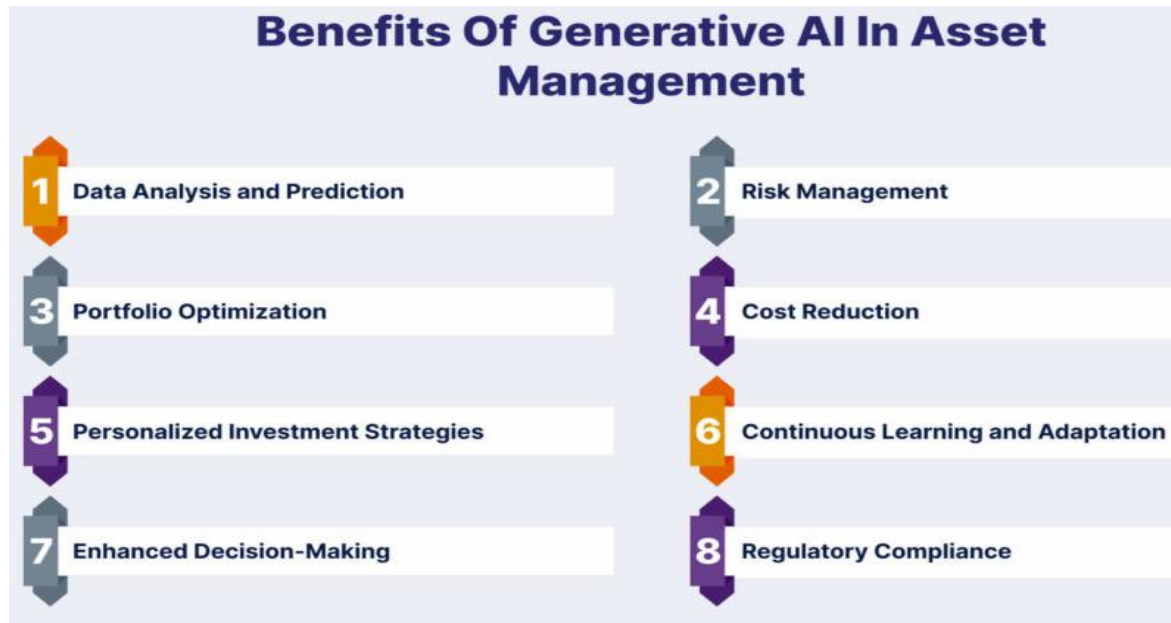 Benefits Of Generative AI In Asset
Management
1 Data Analysis and Prediction
2 Risk Management
3 Portfolio Optimization
4 Cost Reduction
5 Personalized Investment Strategies
6 Continuous Learning and Adaptation
7 Enhanced Decision-Making
8 Regulatory Compliance